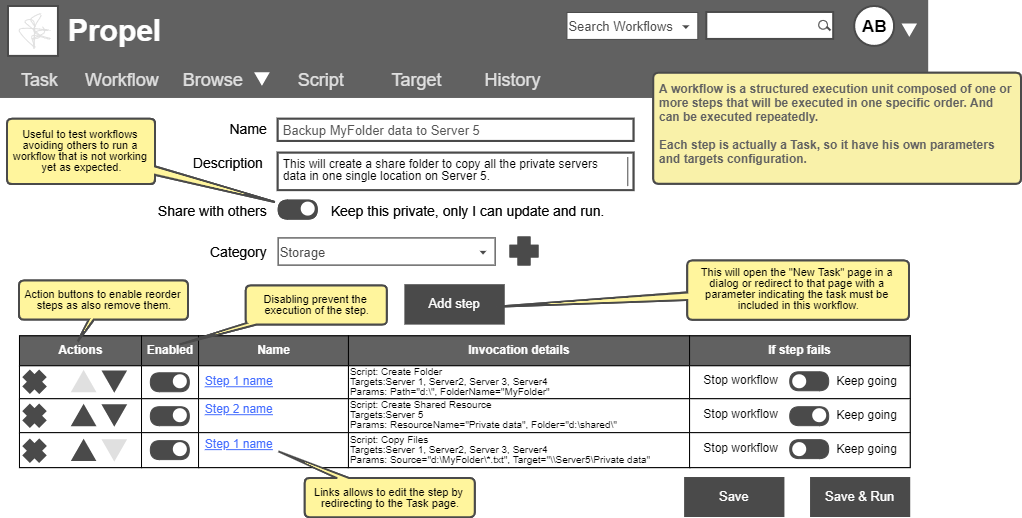 Propel
Search Workflows
AB
Task Workflow Browse Script Target History
A workflow is a structured execution unit composed of one or
more steps that will be executed in one specific order. And
can be executed repeatedly.
Each step is actually a Task, so it have his own parameters
and targets configuration.
Useful to test workflows
avoiding others to run a
workflow that is not working
yet as expected.
Name Backup MyFolder data to Server 5
Description This will create a share folder to copy all the private servers
data in one single location on Server 5.
Share with others Keep this private, only I can update and run.
Category Storage
Action buttons to enable reorder
steps as also remove them.
Disabling prevent the
execution of the step.
Add step
This will open the "New Task" page in a
dialog or redirect to that page with a
parameter indicating the task must be
included in this workflow.
Actions Enabled Name Invocation details If step fails
Step 1 name
Script: Create Folder
Targets:Server 1, Server2, Server 3, Server4
Params: Path="d:\", FolderName="MyFolder"
Stop workflow Keep going
Step 2 name
Script: Create Shared Resource
Targets:Server 5
Params: ResourceName="Private data", Folder="d:\shared\"
Stop workflow Keep going
Step 1 name
Script: Copy Files
Targets:Server 1, Server2, Server 3, Server4
Params: Source="d:\MyFolder\*.txt", Target="\\Server5\Private data"
Stop workflow Keep going
Links allows to edit the step by
redirecting to the Task page.
Save Save & Run